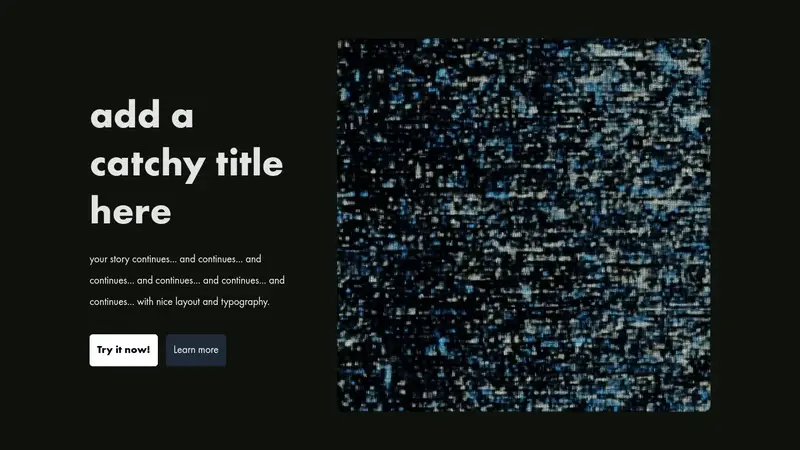 add a
catchy title
here
your story continues... and continues... and
continues... and continues... and continues... and
continues... with nice layout and typography.
Try it now!
Learn more